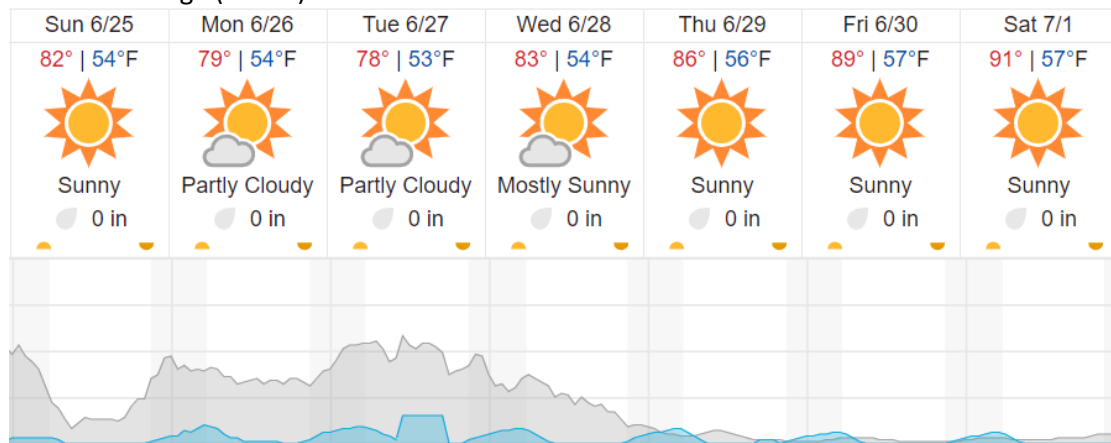 Sun 6/25 Mon 6/26 Tue 6/27 Wed 6/28 Thu 6/29 Fri 6/30 Sat 7/1
82° | 54°F 79° | 54°F 78° | 53°F 83° | 54°F 86° | 56°F 89° | 57°F 91° | 57°F
Sunny Partly Cloudy Partly Cloudy Mostly Sunny Sunny Sunny Sunny
0 in 0 in 0 in 0 in 0 in 0 in 0 in